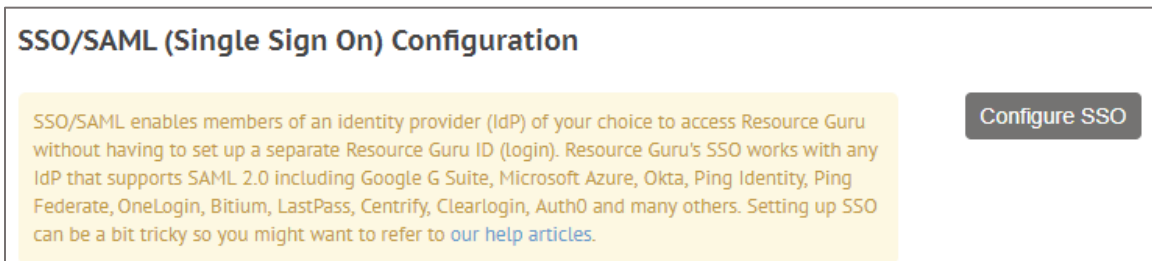 SSO/SAML (Single Sign On) Configuration
SSO/SAML enables members of an identity provider (IdP) of your choice to access Resource Guru
Configure SSO
without having to set up a separate Resource Guru ID (login). Resource Guru's SSO works with any
IdP that supports SAML 2.0 including Google G Suite, Microsoft Azure, Okta, Ping Identity, Ping
Federate, OneLogin, Bitium, LastPass, Centrify, Clearlogin, Auth0 and many others. Setting up SSO
can be a bit tricky so you might want to refer to our help articles.